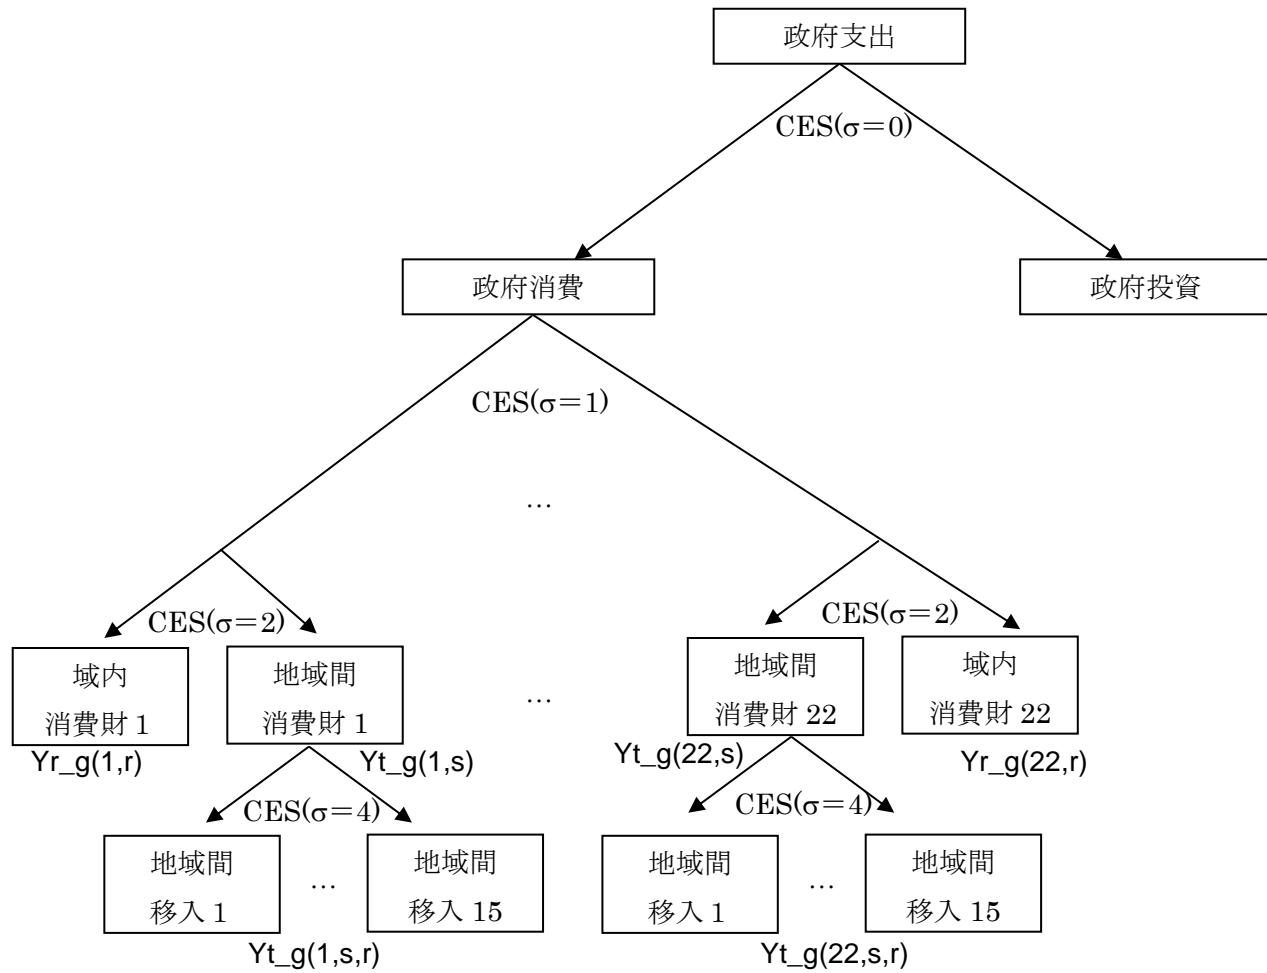 政府支出
CES(σ＝0)
政府消費
政府投資
CES(σ＝1)
…
CES(σ＝2)
CES(σ＝2)
域内
消費財 1
地域間
消費財 1
…
地域間
消費財 22
域内
消費財 22
Yr_g(1,r)
Yt_g(1,s)
Yt_g(22,s)
Yr_g(22,r)
CES(σ＝4)
CES(σ＝4)
地域間
移入 1
…
地域間
移入 15
地域間
移入 1
…
地域間
移入 15
Yt_g(1,s,r)
Yt_g(22,s,r)